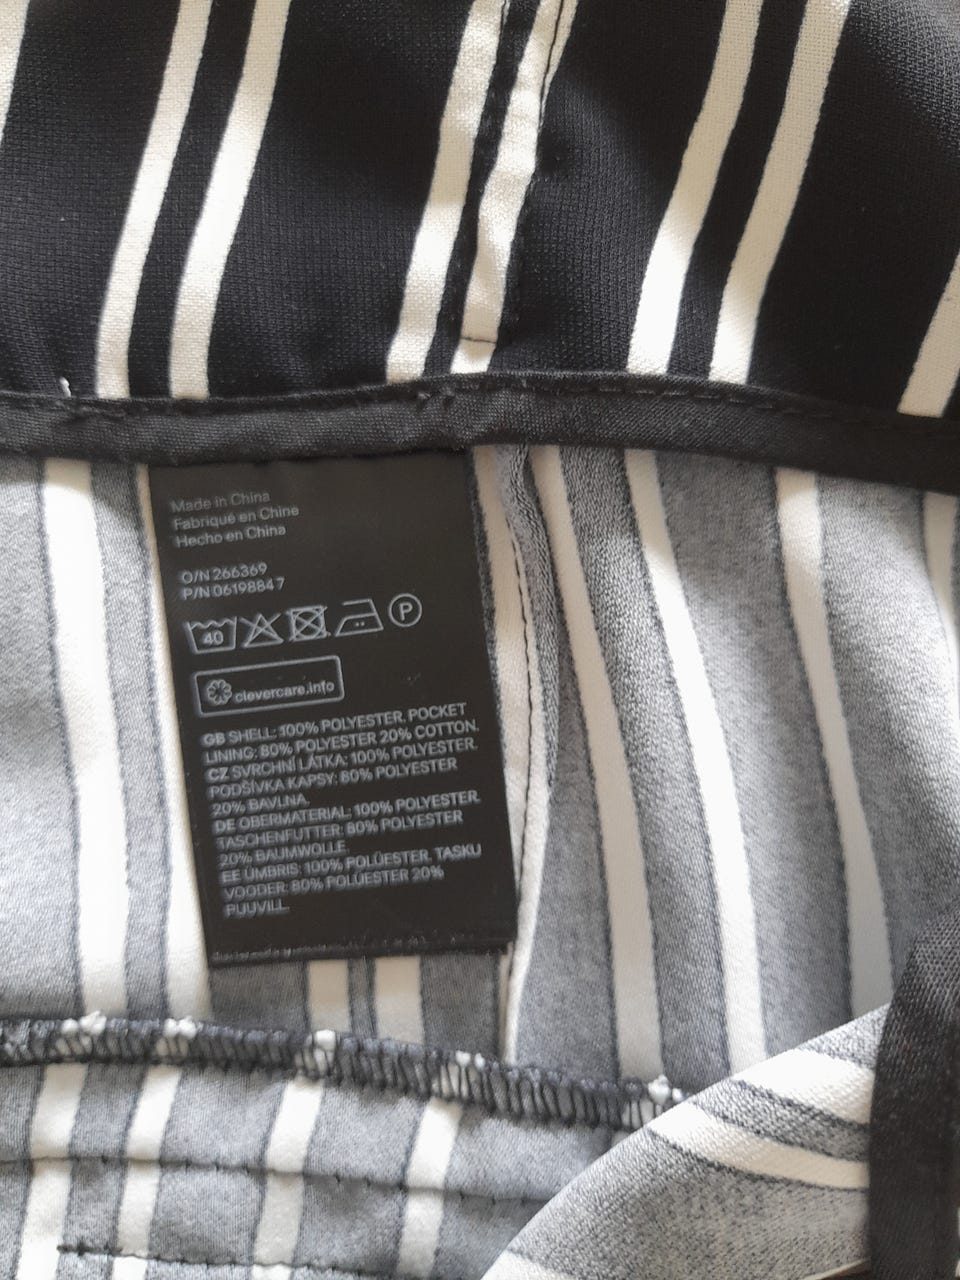 Made in China
Fabriqué en Chine
Hecho en China
O/N 266369
P/N 06198847
40 P
clevercare.info
GB SHELL: 100% POLYESTER. POCKET
LINING: 80% POLYESTER 20% COTTON.
CZ SVRCHNÍ LÁTKA: 100% POLYESTER.
PODŠÍVKA KAPSY: 80% POLYESTER
20% BAVLNA.
DE OBERMATERIAL: 100% POLYESTER.
TASCHENFUTTER: 80% POLYESTER
20% BAUMWOLLE.
EE ÜMBRIS: 100% POLÜESTER. TASKU
VOODER: 80% POLÜESTER 20%
PUUVILL.